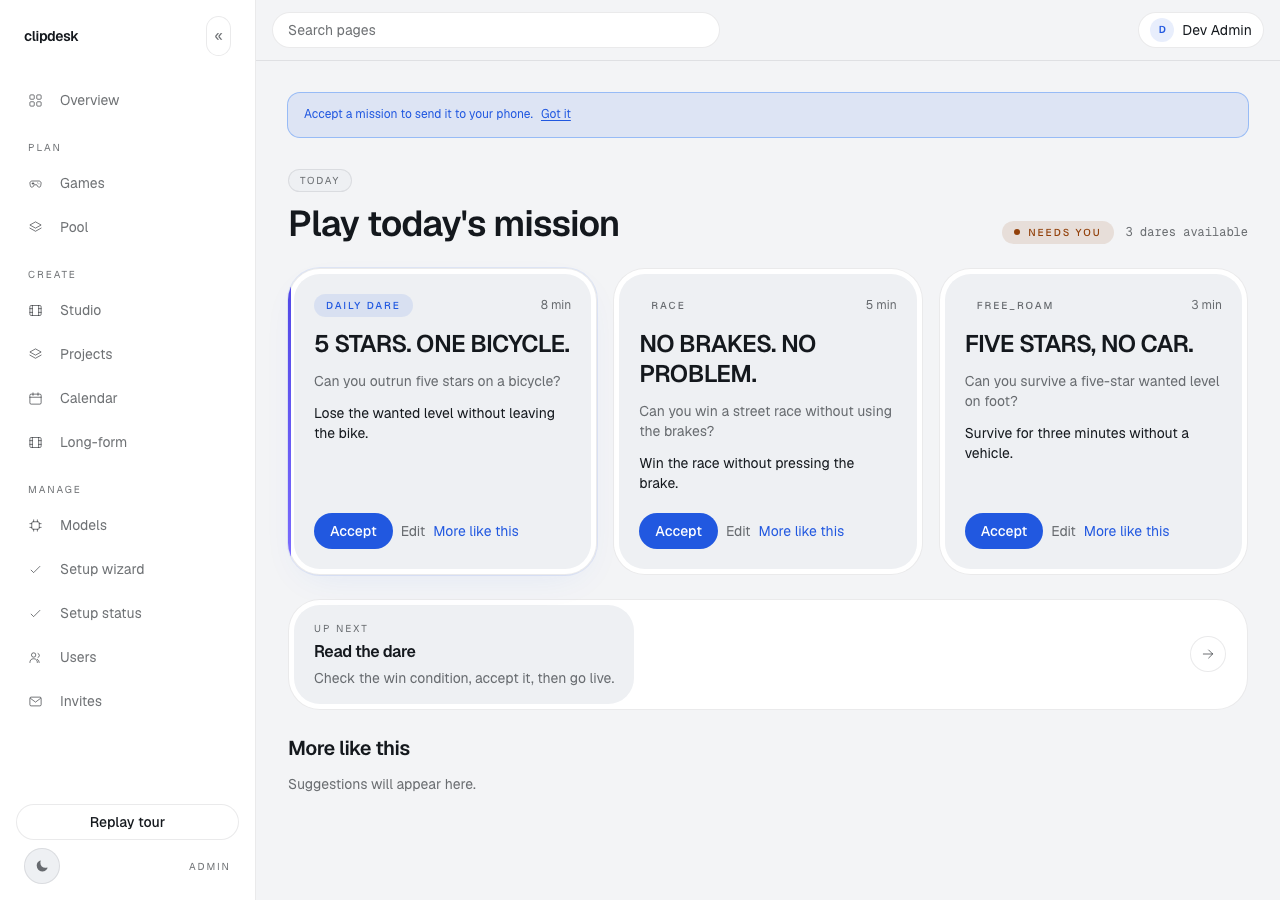 clipdesk
«
Search pages
D
Dev Admin
Overview
PLAN
Games
Pool
CREATE
Studio
Projects
Calendar
Long-form
MANAGE
Models
Setup wizard
Setup status
Users
Invites
Replay tour
ADMIN
Accept a mission to send it to your phone. Got it
TODAY
Play today's mission
NEEDS YOU
3 dares available
DAILY DARE
8 min
5 STARS. ONE BICYCLE.
Can you outrun five stars on a bicycle?
Lose the wanted level without leaving
the bike.
Accept
Edit
More like this
RACE
5 min
NO BRAKES. NO
PROBLEM.
Can you win a street race without using
the brakes?
Win the race without pressing the
brake.
Accept
Edit
More like this
FREE_ROAM
3 min
FIVE STARS, NO CAR.
Can you survive a five-star wanted level
on foot?
Survive for three minutes without a
vehicle.
Accept
Edit
More like this
UP NEXT
Read the dare
Check the win condition, accept it, then go live.
More like this
Suggestions will appear here.